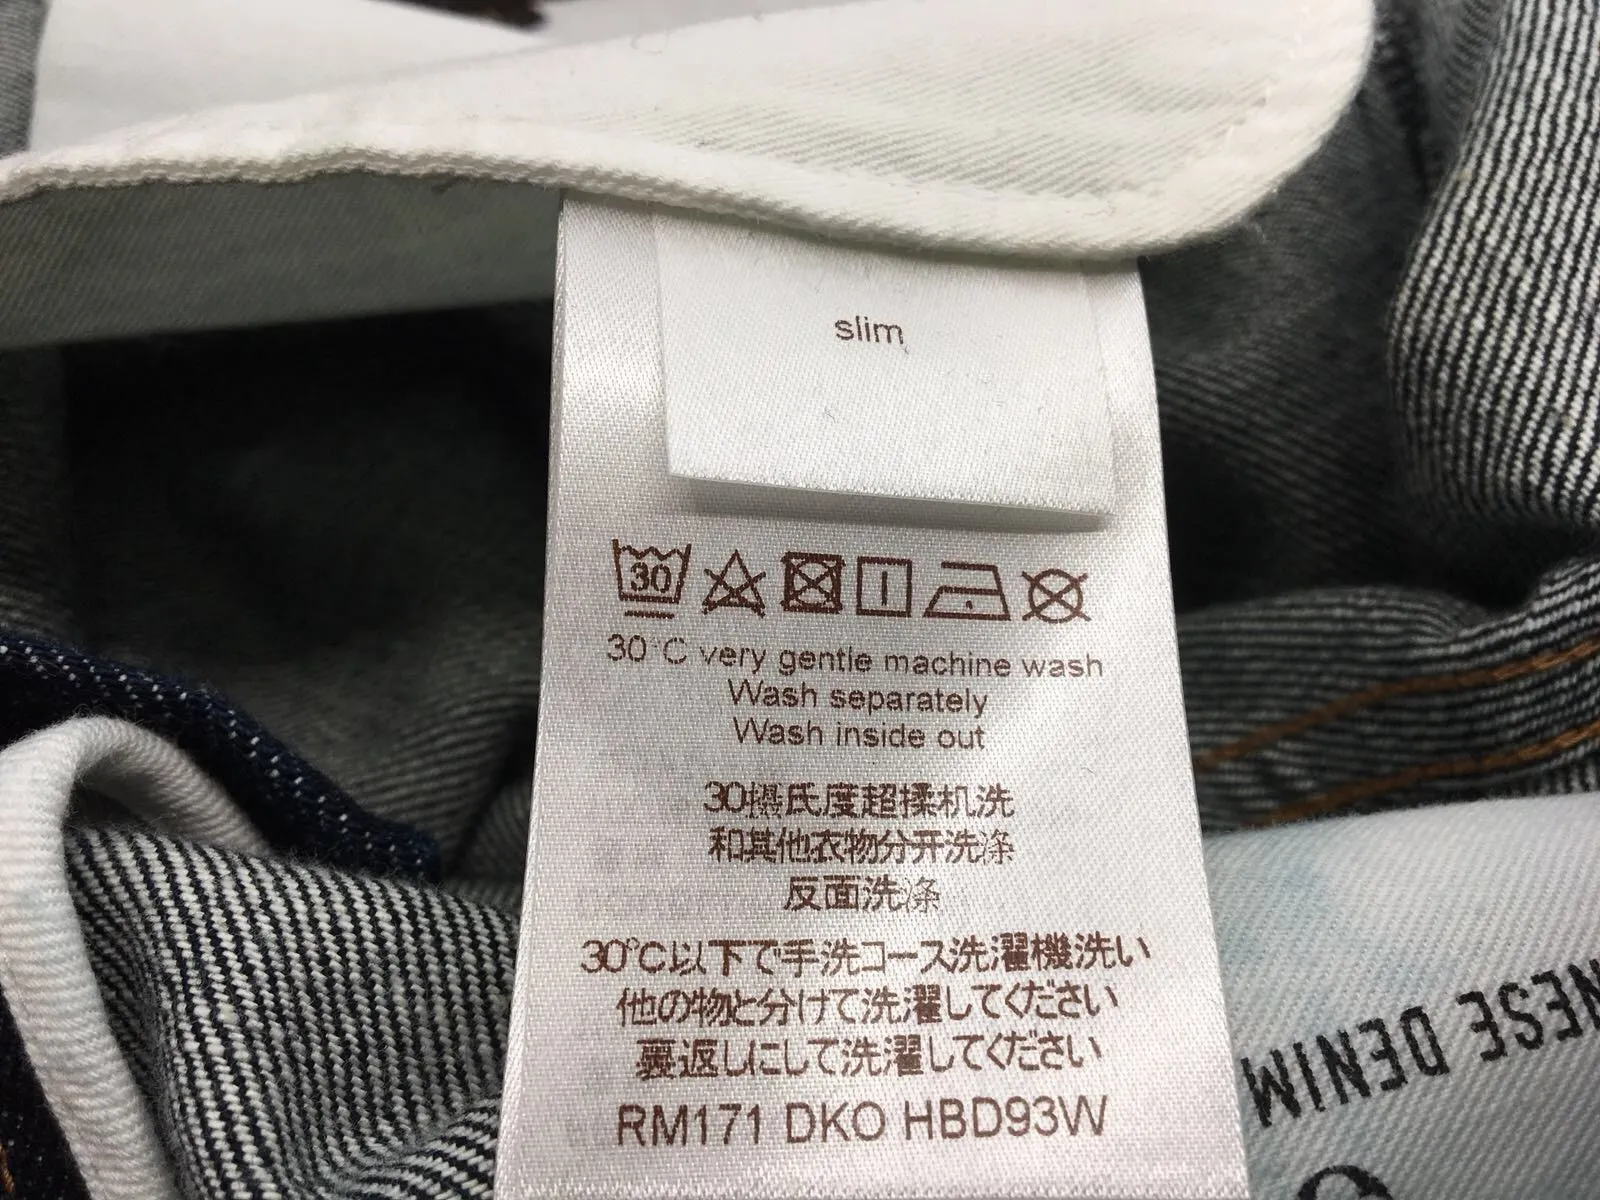 slim
30
30°C very gentle machine wash
Wash separately
Wash inside out
30摄氏度超柔机洗
和其他衣物分开洗涤
反面洗涤
30℃以下で手洗コース洗濯機洗い
他の物と分けて洗濯してください
裏返しにして洗濯してください
RM171 DKO HBD93W
NESE DENIM